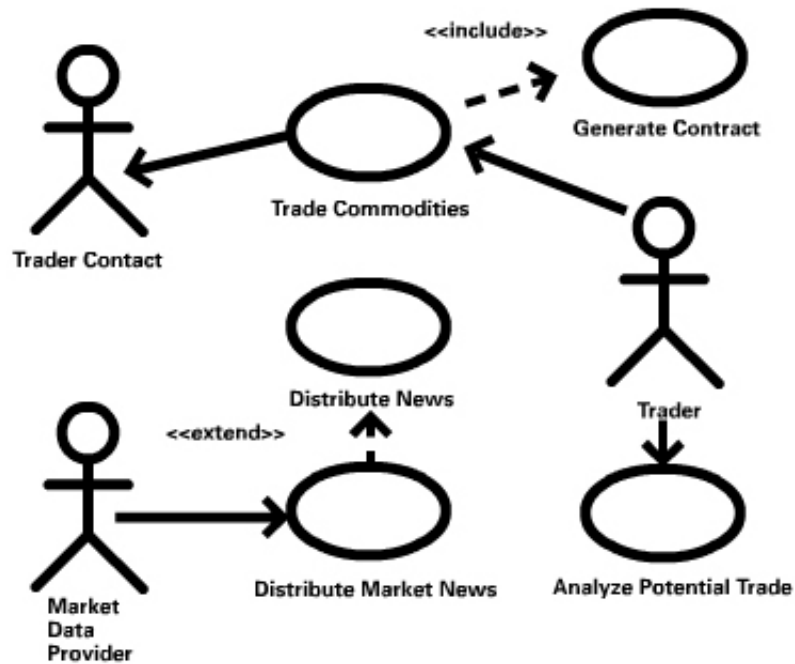 <<include>>
Generate Contract
Trade Commodities
Trader Contact
Distribute News
Trader
<<extend>>
Distribute Market News
Analyze Potential Trade
Market
Data
Provider